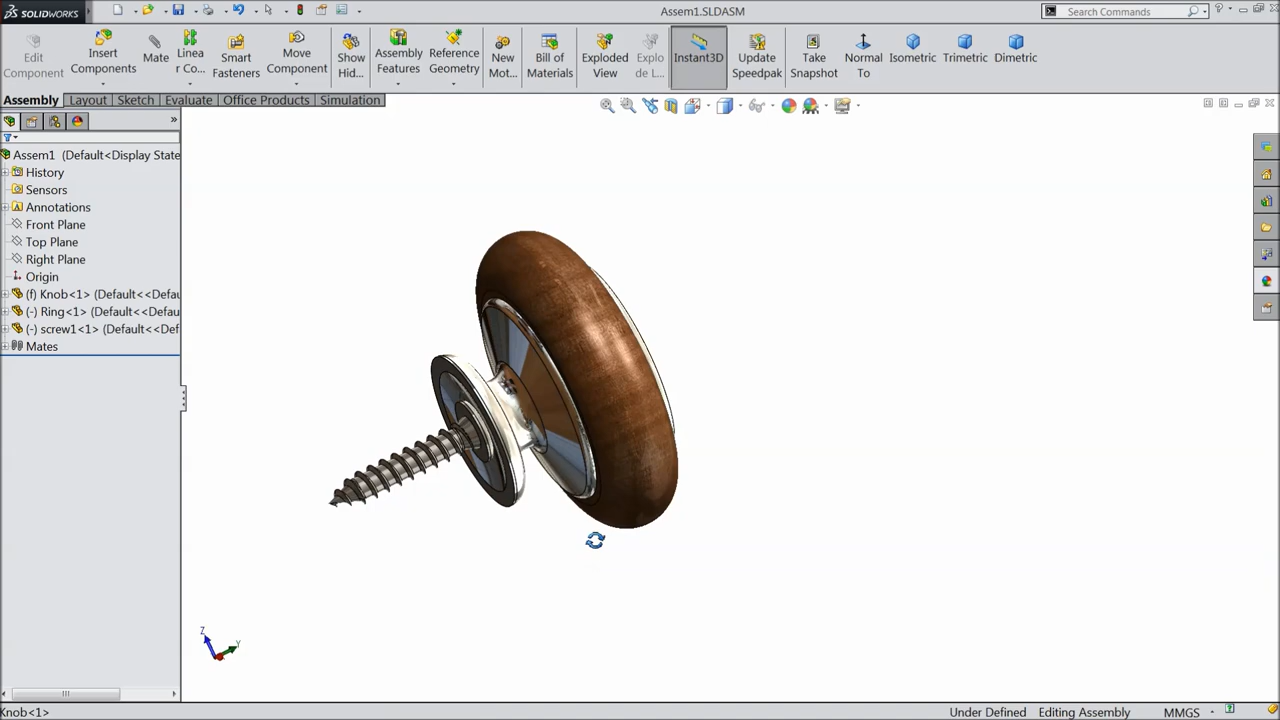 SOLIDWORKS
Assem1.SLDASM
Search Commands
Edit Component
Insert Components
Mate
Linea r Co...
Smart Fasteners
Move Component
Show Hid...
Assembly Features
Reference Geometry
New Mot...
Bill of Materials
Exploded View
Explo de L...
Instant3D
Update Speedpak
Take Snapshot
Normal To
Isometric
Trimetric
Dimetric
Assembly
Layout
Sketch
Evaluate
Office Products
Simulation
Assem1 (Default<Display State
History
Sensors
Annotations
Front Plane
Top Plane
Right Plane
Origin
(f) Knob<1> (Default<<Defau
(-) Ring<1> (Default<<Defau
(-) screw1<1> (Default<<Def
Mates
Z
Y
Knob<1>
Under Defined
Editing Assembly
MMGS